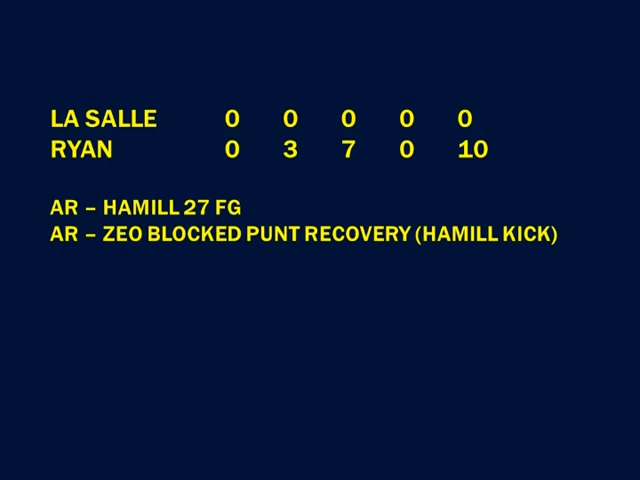 LA SALLE 0 0 0 0 0
RYAN 0 3 7 0 10
AR – HAMILL 27 FG
AR – ZEO BLOCKED PUNT RECOVERY (HAMILL KICK)